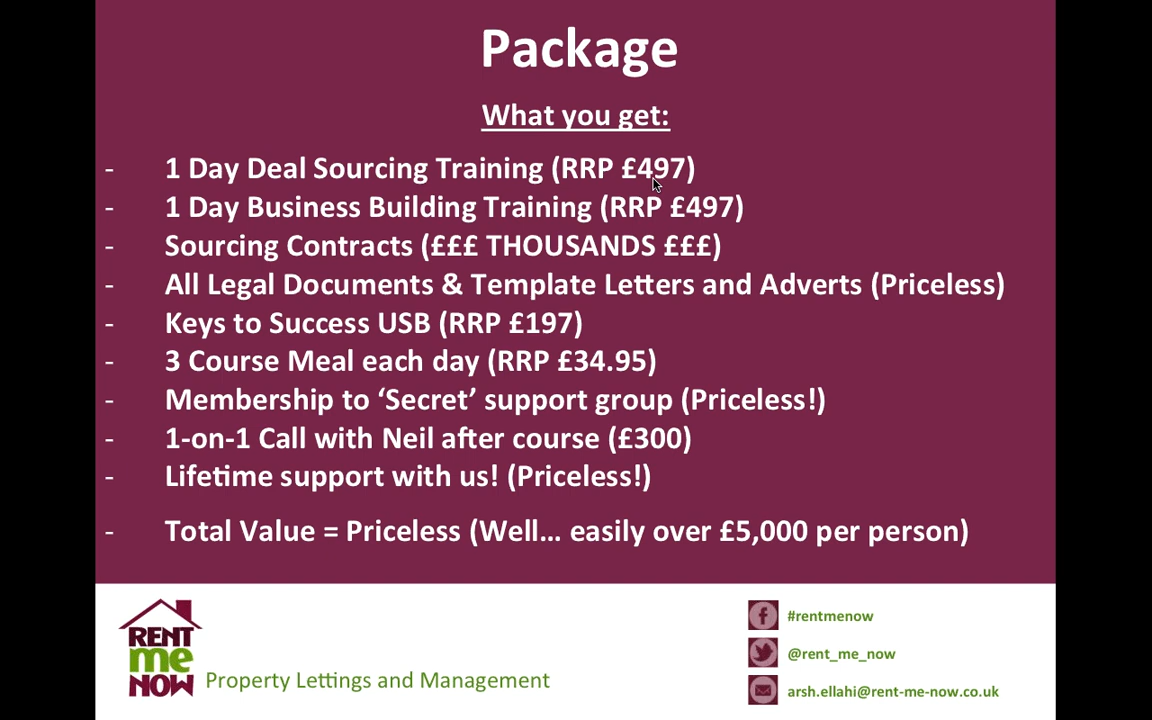 Package
What you get:
- 1 Day Deal Sourcing Training (RRP £497)
- 1 Day Business Building Training (RRP £497)
- Sourcing Contracts (£££ THOUSANDS £££)
- All Legal Documents & Template Letters and Adverts (Priceless)
- Keys to Success USB (RRP £197)
- 3 Course Meal each day (RRP £34.95)
- Membership to ‘Secret’ support group (Priceless!)
- 1-on-1 Call with Neil after course (£300)
- Lifetime support with us! (Priceless!)
- Total Value = Priceless (Well... easily over £5,000 per person)
RENT
me
NOW
Property Lettings and Management
#rentmenow
@rent_me_now
arsh.ellahi@rent-me-now.co.uk